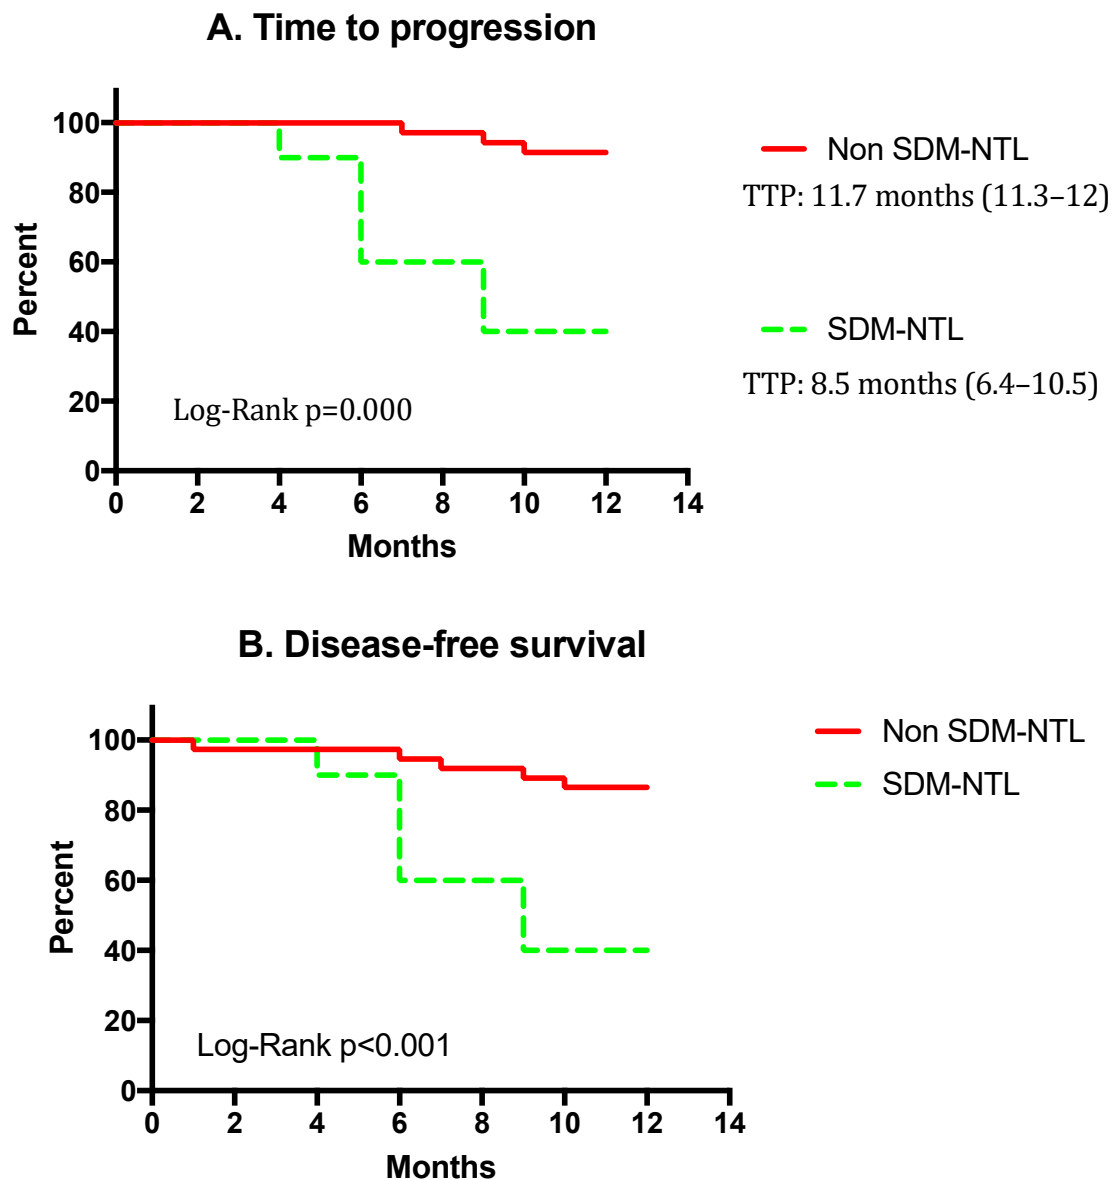 A. Time to progression
100
80
60
40
20
0
Percent
Log-Rank p=0.000
0 2 4 6 8 10 12 14
Months
Non SDM-NTL
TTP: 11.7 months (11.3–12)
SDM-NTL
TTP: 8.5 months (6.4–10.5)
B. Disease-free survival
100
80
60
40
20
0
Percent
Log-Rank p<0.001
0 2 4 6 8 10 12 14
Months
Non SDM-NTL
SDM-NTL